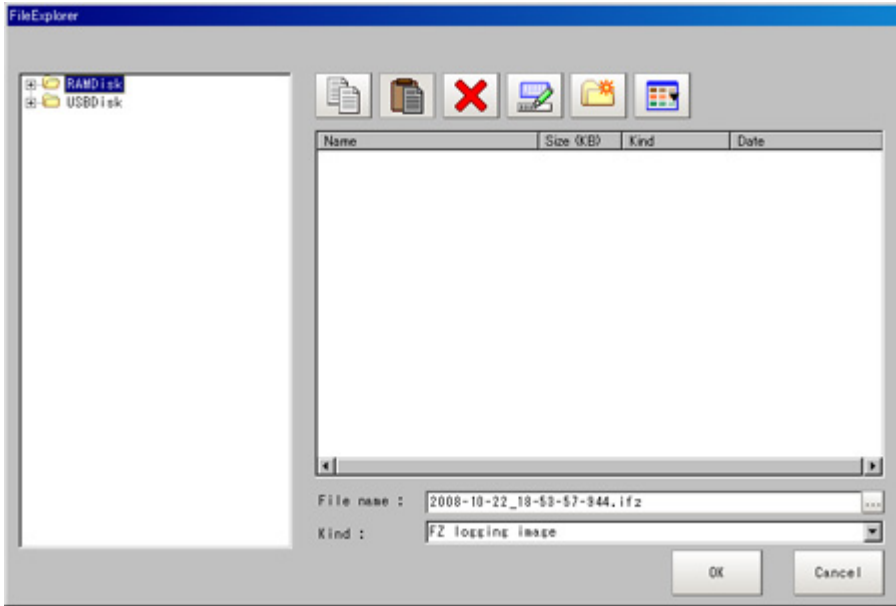 FileExplorer
RAMDisk
USBDisk
Name Size (KB) Kind Date
File name : 2008-10-22_18-53-57-944.ifz ...
Kind : FZ logging image
OK Cancel